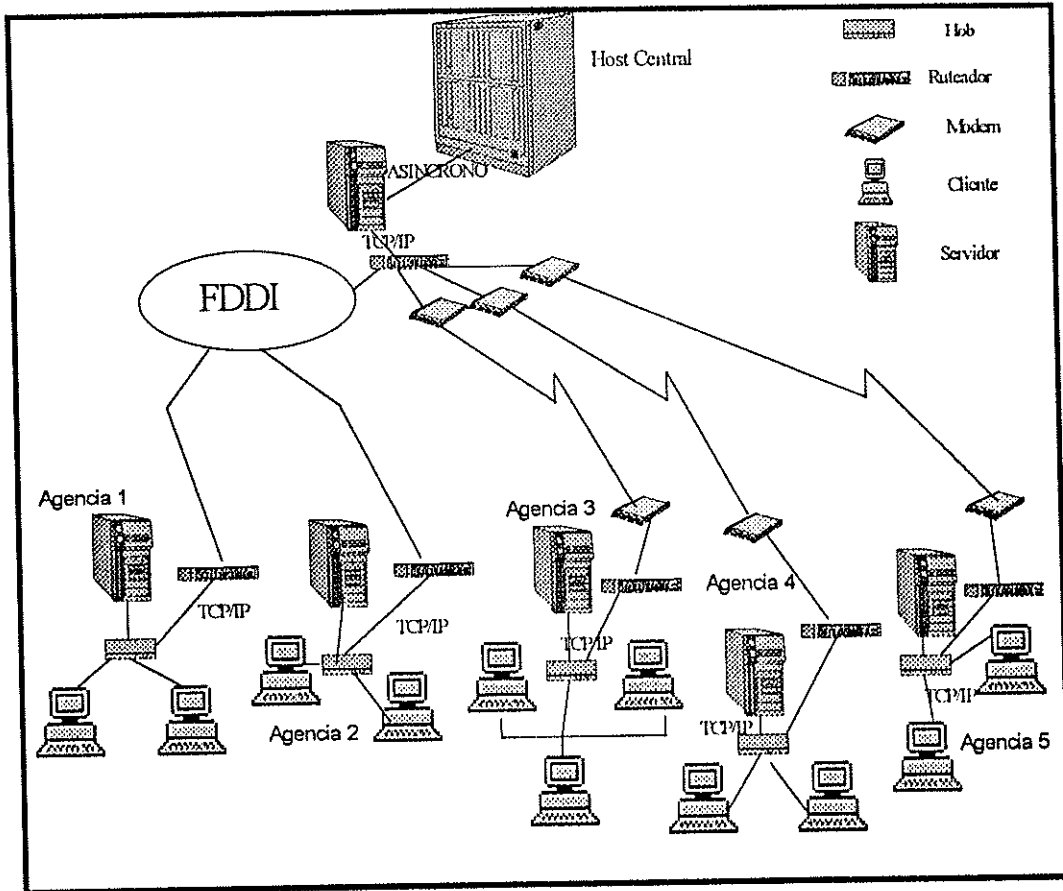 Host Central
Hob
Ruteador
Modem
Cliente
Servidor
ASINCRONO
TCP/IP
FDDI
Agencia 1
TCP/IP
Agencia 2
TCP/IP
Agencia 3
TCP/IP
Agencia 4
TCP/IP
Agencia 5
TCP/IP